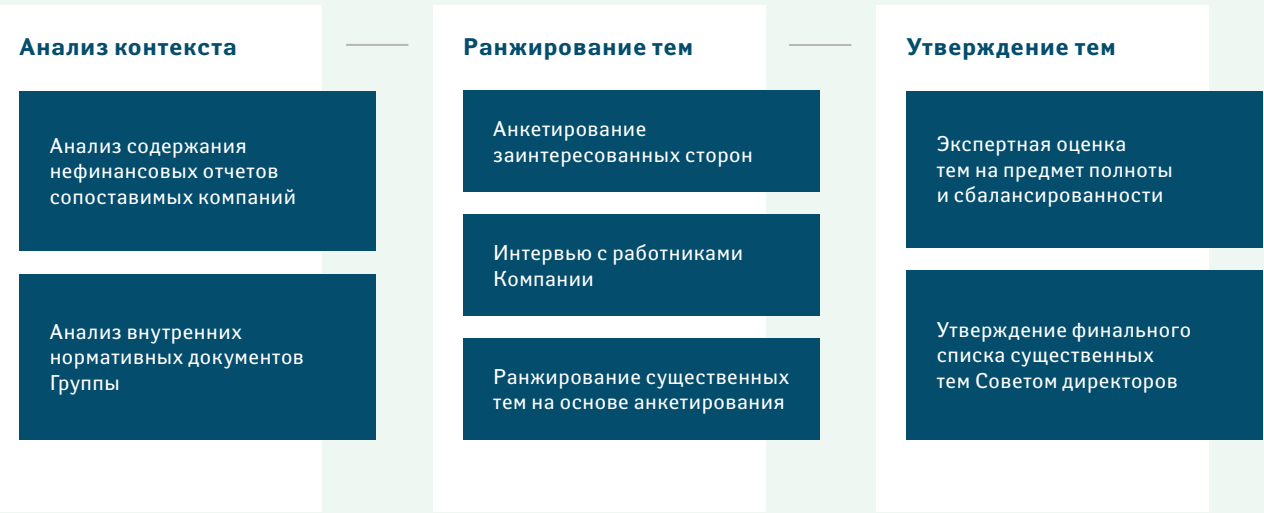 Анализ контекста
Анализ содержания
нефинансовых отчетов
сопоставимых компаний
Анализ внутренних
нормативных документов
Группы
Ранжирование тем
Анкетирование
заинтересованных сторон
Интервью с работниками
Компании
Ранжирование существенных
тем на основе анкетирования
Утверждение тем
Экспертная оценка
тем на предмет полноты
и сбалансированности
Утверждение финального
списка существенных
тем Советом директоров